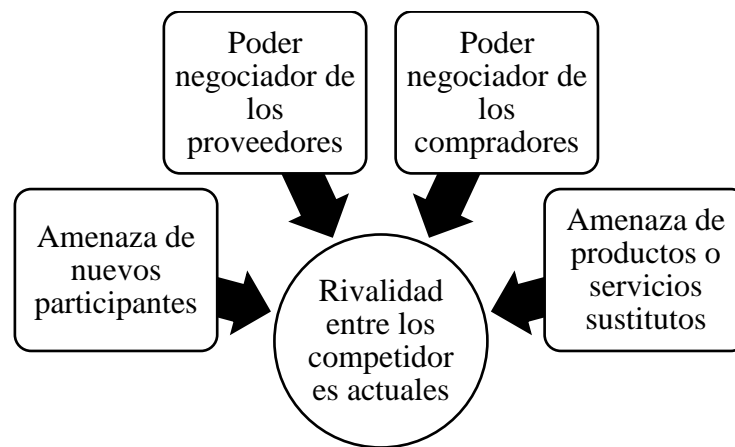 Poder
negociador de
los
proveedores
Poder
negociador de
los
compradores
Amenaza de
nuevos
participantes
Amenaza de
productos o
servicios
sustitutos
Rivalidad
entre los
competidor
es actuales